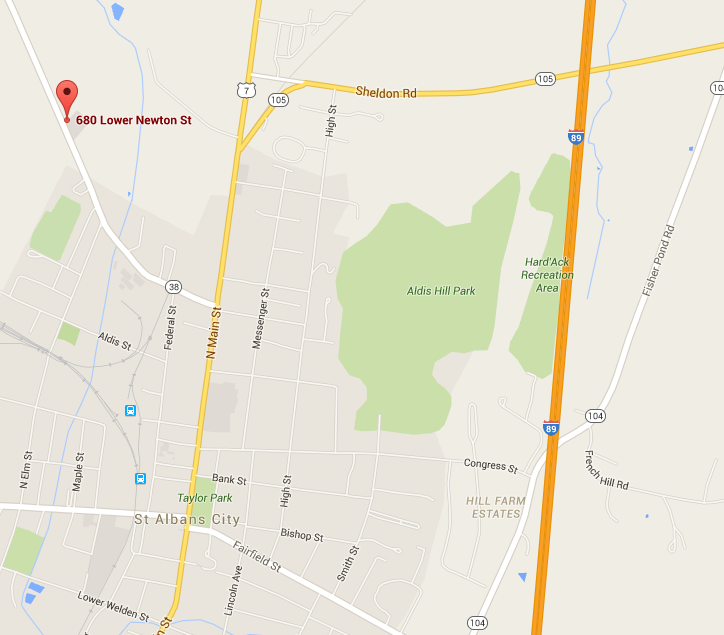 105
10
7
Sheldon Rd
105
High St
680 Lower Newton St
89
Fisher Pond Rd
Hard'Ack
Recreation
Area
Aldis Hill Park
38
Messenger St
Federal St
N Main St
Aldis St
104
89
Congress St
French Hill Rd
N Elm St
Maple St
Bank St
High St
Taylor Park
HILL FARM
ESTATES
St Albans City
Bishop St
Fairfield St
Smith St
Lincoln Ave
Lower Welden St
n St
104